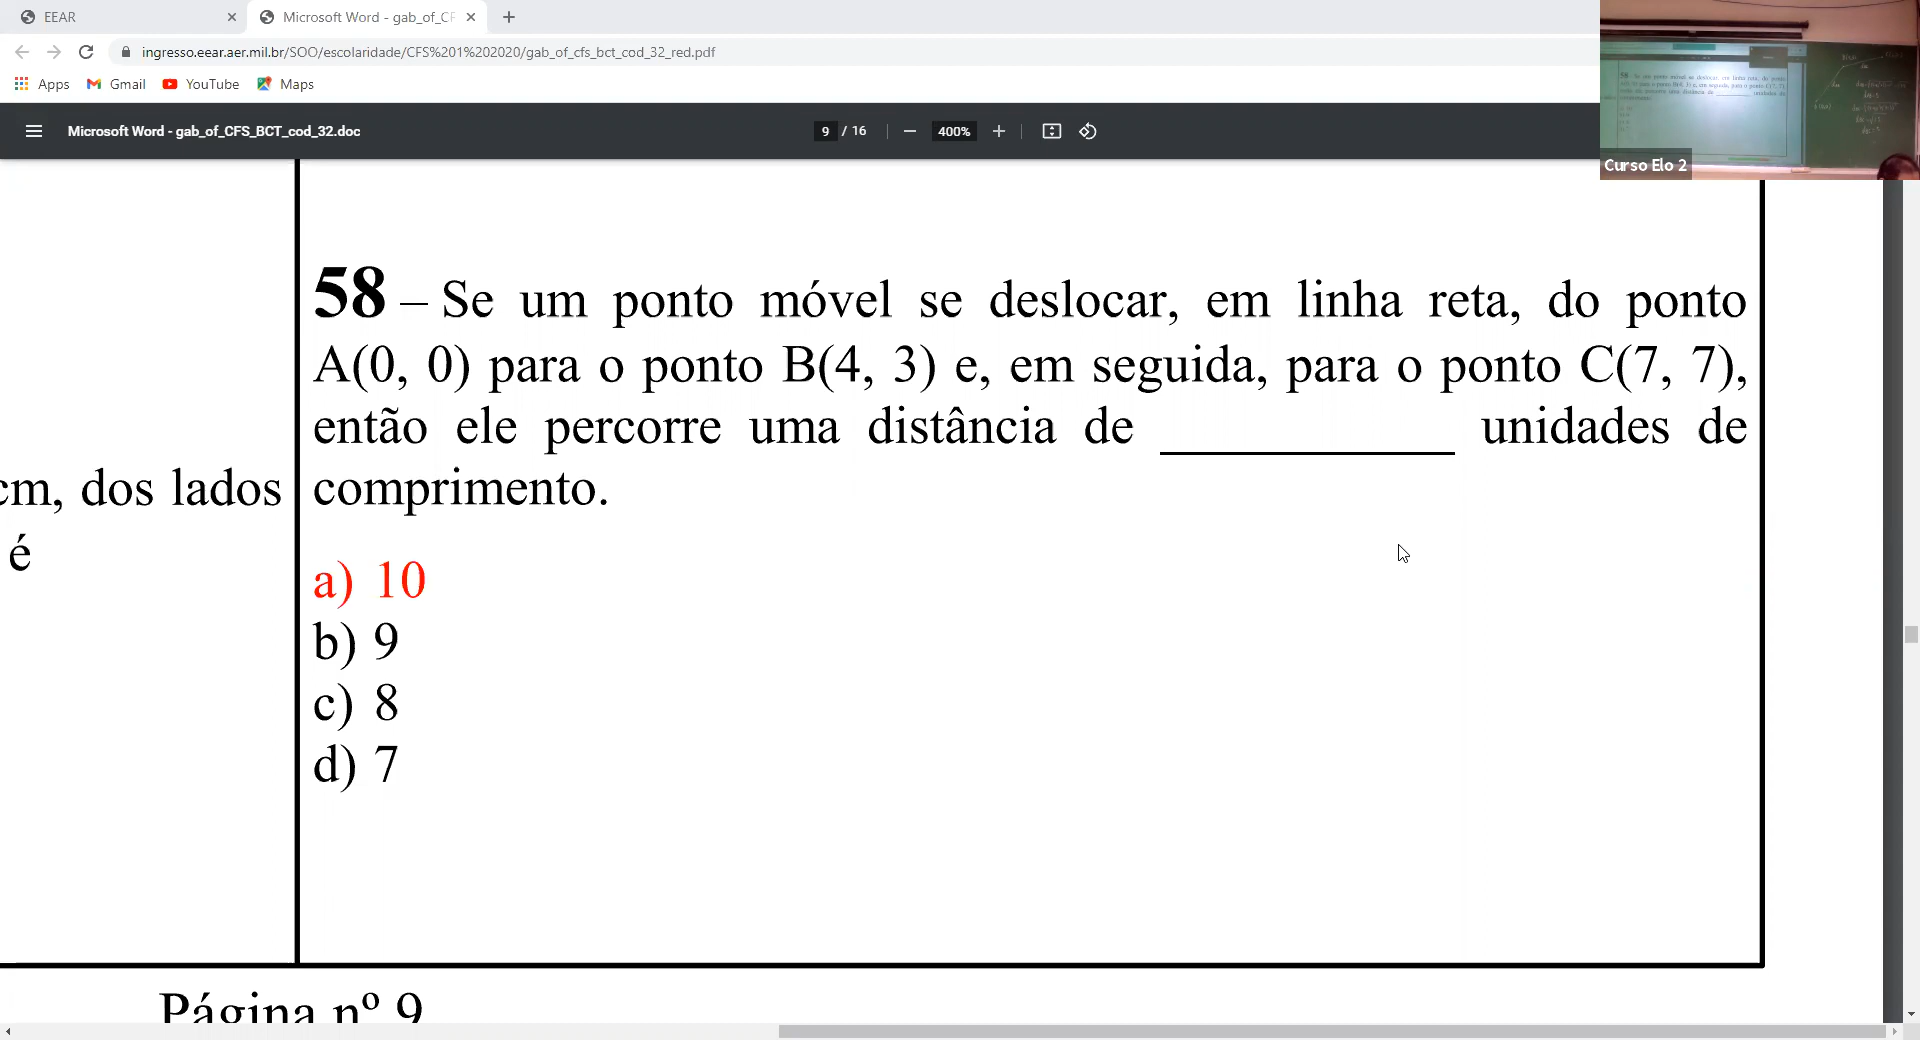 EEAR
Microsoft Word - gab_of_CF
ingresso.eear.aer.mil.br/SOO/escolaridade/CFS%201%202020/gab_of_cfs_bct_cod_32_red.pdf
Apps Gmail YouTube Maps
Microsoft Word - gab_of_CFS_BCT_cod_32.doc
9 / 16
400%
Curso Elo 2
58 – Se um ponto móvel se deslocar, em linha reta, do ponto
A(0, 0) para o ponto B(4, 3) e, em seguida, para o ponto C(7, 7),
então ele percorre uma distância de ____________ unidades de
comprimento.
a) 10
b) 9
c) 8
d) 7
cm, dos lados
é
Página nº 9